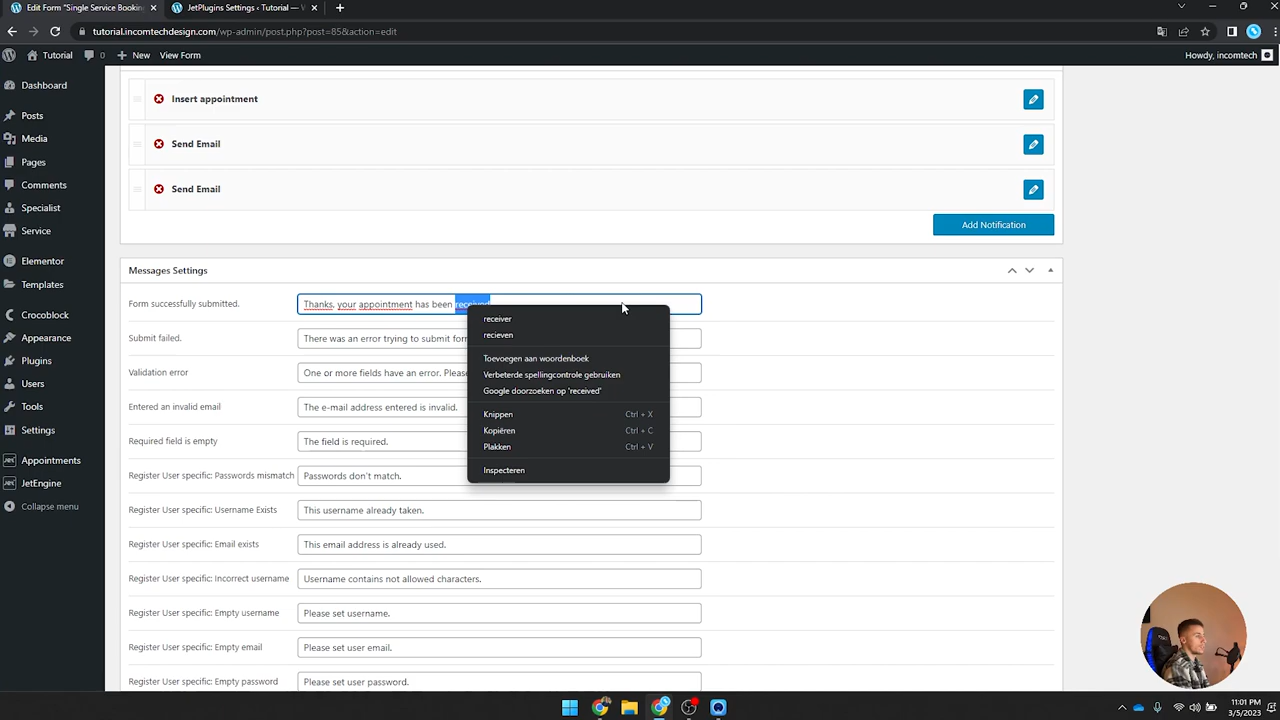 Edit Form "Single Service Booking
JetPlugins Settings ‹ Tutorial — V
tutorial.incomtechdesign.com/wp-admin/post.php?post=85&action=edit
Tutorial
0
New
View Form
Howdy, incomtech
Dashboard
Posts
Media
Pages
Comments
Specialist
Service
Elementor
Templates
Crocoblock
Appearance
Plugins
Users
Tools
Settings
Appointments
JetEngine
Collapse menu
Insert appointment
Send Email
Send Email
Add Notification
Messages Settings
Form successfully submitted.
Thanks, your appointment has been received
Submit failed.
There was an error trying to submit for
Validation error
One or more fields have an error. Pleas
Entered an invalid email
The e-mail address entered is invalid.
Required field is empty
The field is required.
Register User specific: Passwords mismatch
Passwords don't match.
Register User specific: Username Exists
This username already taken.
Register User specific: Email exists
This email address is already used.
Register User specific: Incorrect username
Username contains not allowed characters.
Register User specific: Empty username
Please set username.
Register User specific: Empty email
Please set user email.
Register User specific: Empty password
Please set user password.
receiver
recieven
Toevoegen aan woordenboek
Verbeterde spellingcontrole gebruiken
Google doorzoeken op 'received'
Knippen Ctrl + X
Kopiëren Ctrl + C
Plakken Ctrl + V
Inspecteren
11:01 PM
3/5/2023